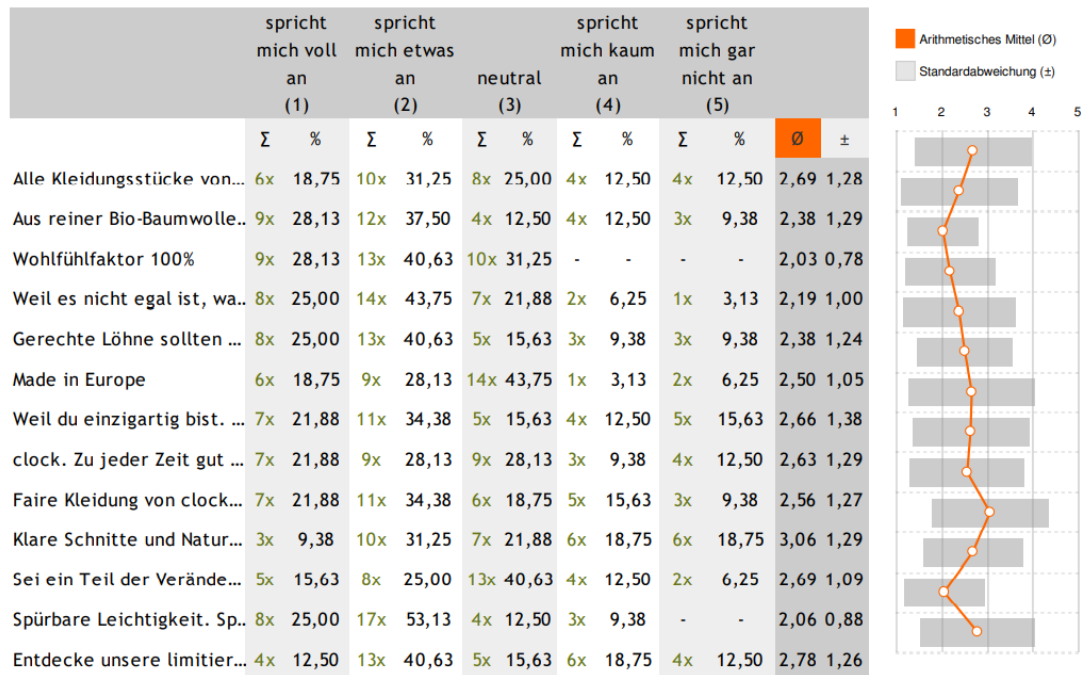 spricht mich voll an (1) spricht mich etwas an (2) neutral (3) spricht mich kaum an (4) spricht mich gar nicht an (5)
Σ % Σ % Σ % Σ % Σ % Ø ±
Alle Kleidungsstücke von... 6x 18,75 10x 31,25 8x 25,00 4x 12,50 4x 12,50 2,69 1,28
Aus reiner Bio-Baumwolle.. 9x 28,13 12x 37,50 4x 12,50 4x 12,50 3x 9,38 2,38 1,29
Wohlfühlfaktor 100% 9x 28,13 13x 40,63 10x 31,25 - - - - 2,03 0,78
Weil es nicht egal ist, wa.. 8x 25,00 14x 43,75 7x 21,88 2x 6,25 1x 3,13 2,19 1,00
Gerechte Löhne sollten ... 8x 25,00 13x 40,63 5x 15,63 3x 9,38 3x 9,38 2,38 1,24
Made in Europe 6x 18,75 9x 28,13 14x 43,75 1x 3,13 2x 6,25 2,50 1,05
Weil du einzigartig bist. ... 7x 21,88 11x 34,38 5x 15,63 4x 12,50 5x 15,63 2,66 1,38
clock. Zu jeder Zeit gut ... 7x 21,88 9x 28,13 9x 28,13 3x 9,38 4x 12,50 2,63 1,29
Faire Kleidung von clock... 7x 21,88 11x 34,38 6x 18,75 5x 15,63 3x 9,38 2,56 1,27
Klare Schnitte und Natur... 3x 9,38 10x 31,25 7x 21,88 6x 18,75 6x 18,75 3,06 1,29
Sei ein Teil der Verände... 5x 15,63 8x 25,00 13x 40,63 4x 12,50 2x 6,25 2,69 1,09
Spürbare Leichtigkeit. Sp.. 8x 25,00 17x 53,13 4x 12,50 3x 9,38 - - 2,06 0,88
Entdecke unsere limitier... 4x 12,50 13x 40,63 5x 15,63 6x 18,75 4x 12,50 2,78 1,26
Arithmetisches Mittel (Ø)
Standardabweichung (±)
1 2 3 4 5